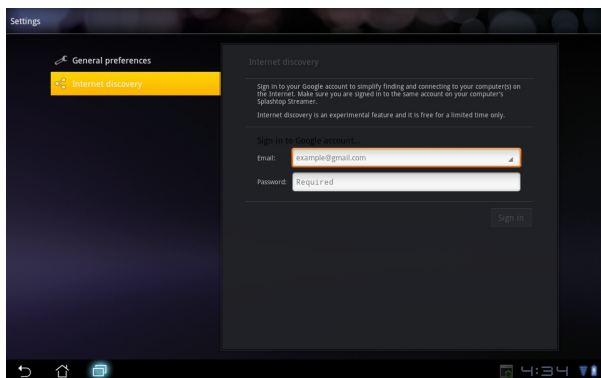 Settings
General preferences
Internet discovery
Internet discovery
Sign in to your Google account to simplify finding and connecting to your computer(s) on
the Internet. Make sure you are signed in to the same account on your computer's
Splashtop Streamer.
Internet discovery is an experimental feature and it is free for a limited time only.
Sign in to Google account...
Email: example@gmail.com
Password: Required
Sign in
4:34